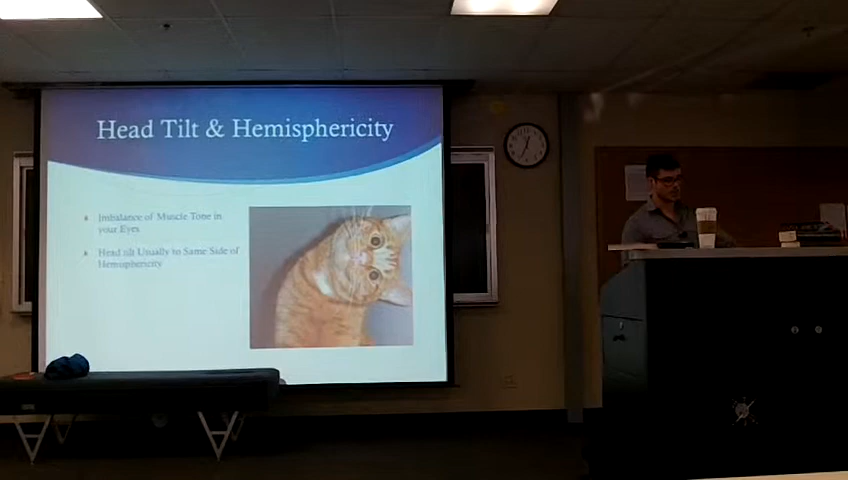 Head Tilt & Hemisphericity
Imbalance of Muscle Tone in
your Eyes
Head tilt Usually to Same Side of
Hemisphericity